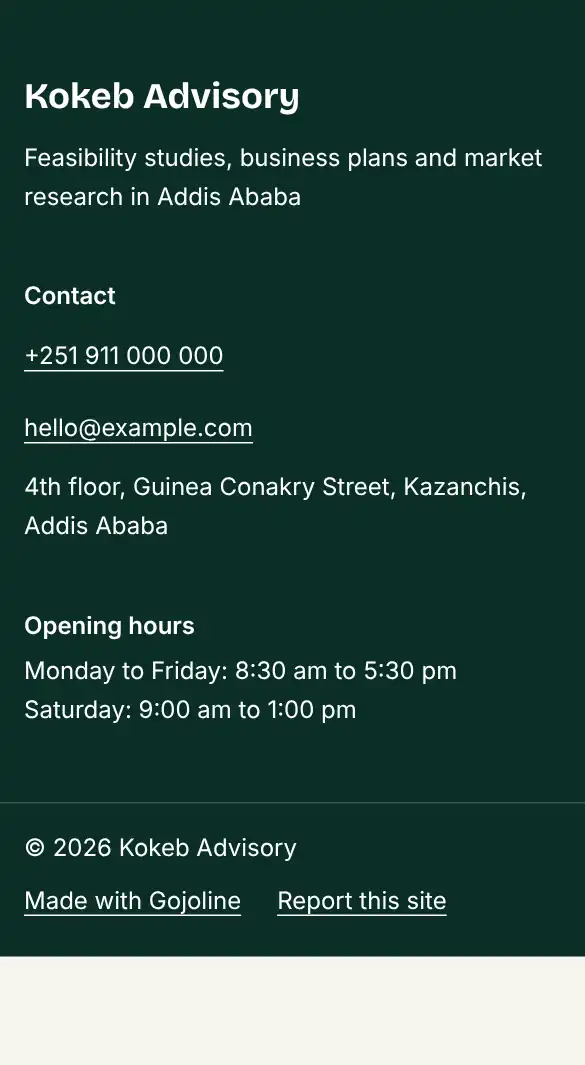 Kokeb Advisory
Feasibility studies, business plans and market
research in Addis Ababa
Contact
+251 911 000 000
hello@example.com
4th floor, Guinea Conakry Street, Kazanchis,
Addis Ababa
Opening hours
Monday to Friday: 8:30 am to 5:30 pm
Saturday: 9:00 am to 1:00 pm
© 2026 Kokeb Advisory
Made with Gojoline Report this site